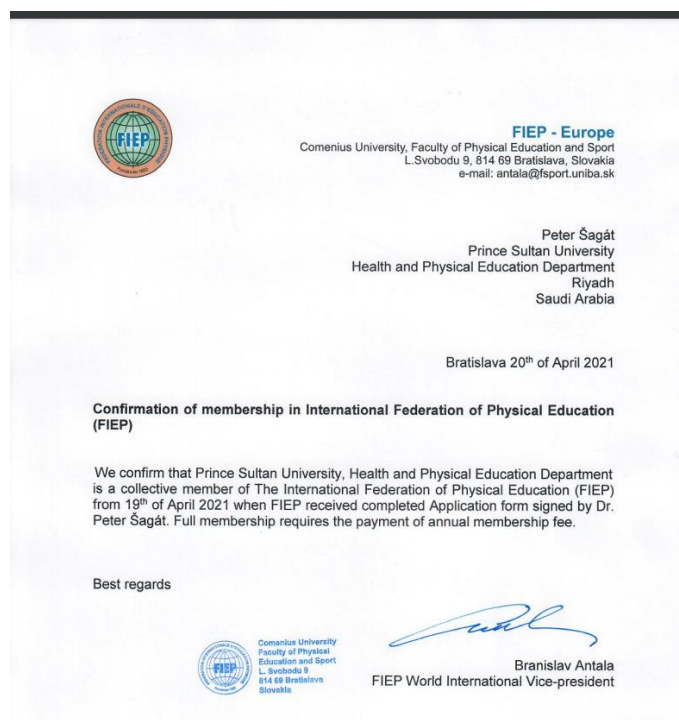 FEDERATION INTERNATIONALE D'EDUCATION PHYSIQUE
FIEP
FIEP - Europe
Comenius University, Faculty of Physical Education and Sport
L.Svobodu 9, 814 69 Bratislava, Slovakia
e-mail: antala@fsport.uniba.sk
Peter Šagát
Prince Sultan University
Health and Physical Education Department
Riyadh
Saudi Arabia
Bratislava 20th of April 2021
Confirmation of membership in International Federation of Physical Education
(FIEP)
We confirm that Prince Sultan University, Health and Physical Education Department
is a collective member of The International Federation of Physical Education (FIEP)
from 19th of April 2021 when FIEP received completed Application form signed by Dr.
Peter Šagát. Full membership requires the payment of annual membership fee.
Best regards
FIEP
Comenius University
Faculty of Physical
Education and Sport
L. Svobodu 9
814 69 Bratislava
Slovakia
Branislav Antala
FIEP World International Vice-president